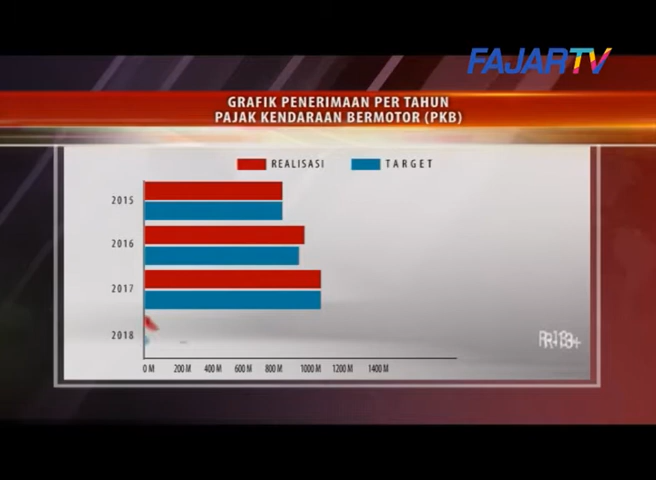 FAJARTV
GRAFIK PENERIMAAN PER TAHUN
PAJAK KENDARAAN BERMOTOR (PKB)
REALISASI TARGET
2015
2016
2017
2018
0 M 200 M 400 M 600 M 800 M 1000 M 1200 M 1400 M